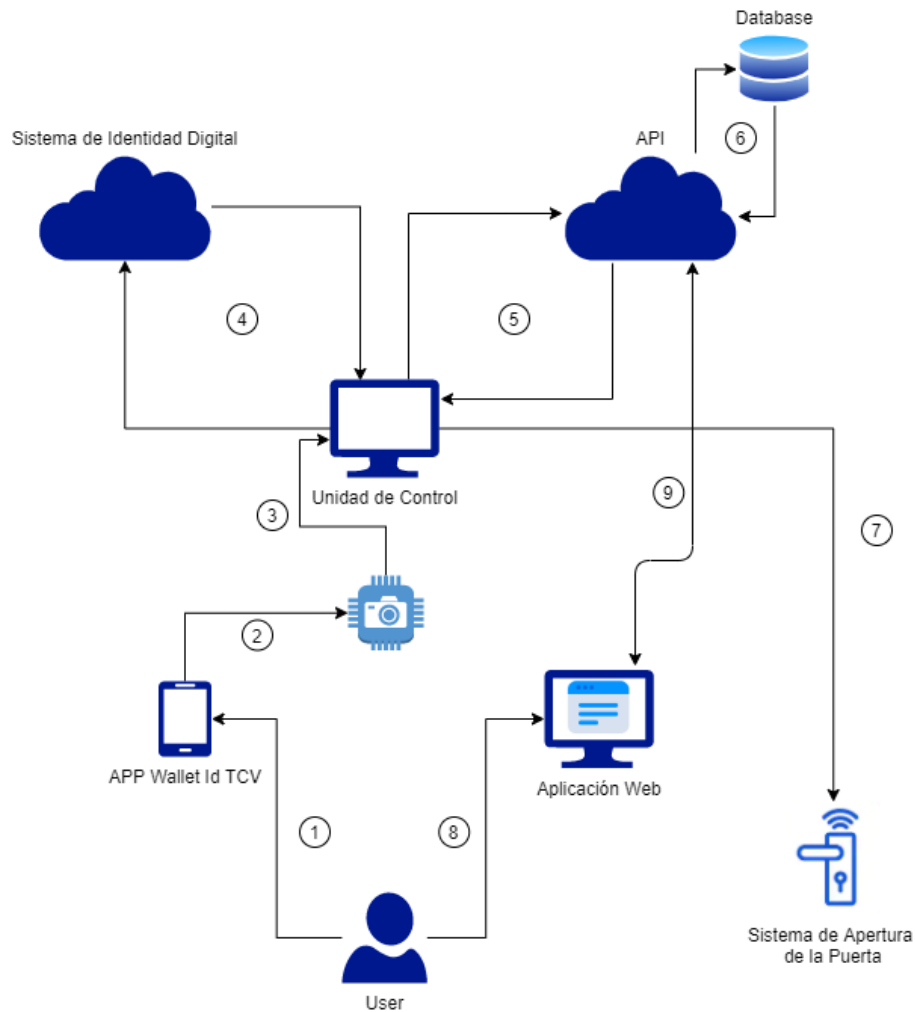 Database
Sistema de Identidad Digital
API
6
4
5
Unidad de Control
3
9
7
2
APP Wallet Id TCV
Aplicación Web
1
8
Sistema de Apertura
de la Puerta
User